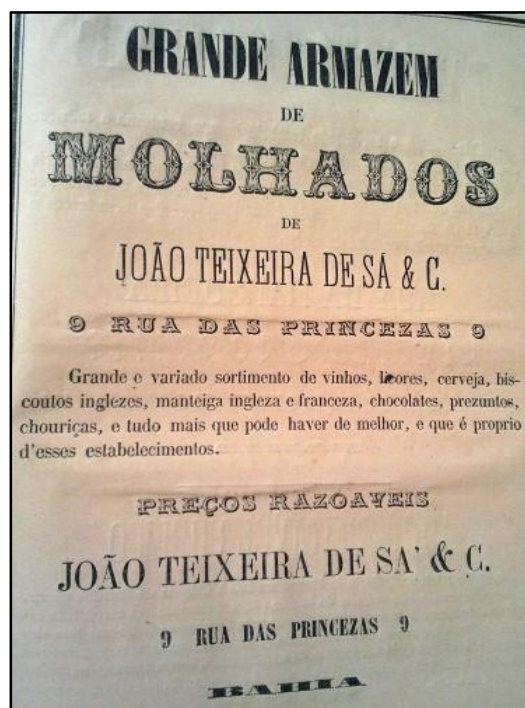 GRANDE ARMAZEM
DE
MOLHADOS
DE
JOÃO TEIXEIRA DE SÁ & C.
9 RUA DAS PRINCEZAS 9
Grande e variado sortimento de vinhos, licores, cerveja, bis-
coutos inglezes, manteiga ingleza e franceza, chocolates, prezuntos,
chouriças, e tudo mais que pode haver de melhor, e que é proprio
d'esses estabelecimentos.
PREÇOS RAZOAVEIS
JOÃO TEIXEIRA DE SA' & C.
9 RUA DAS PRINCEZAS 9
BAHIA